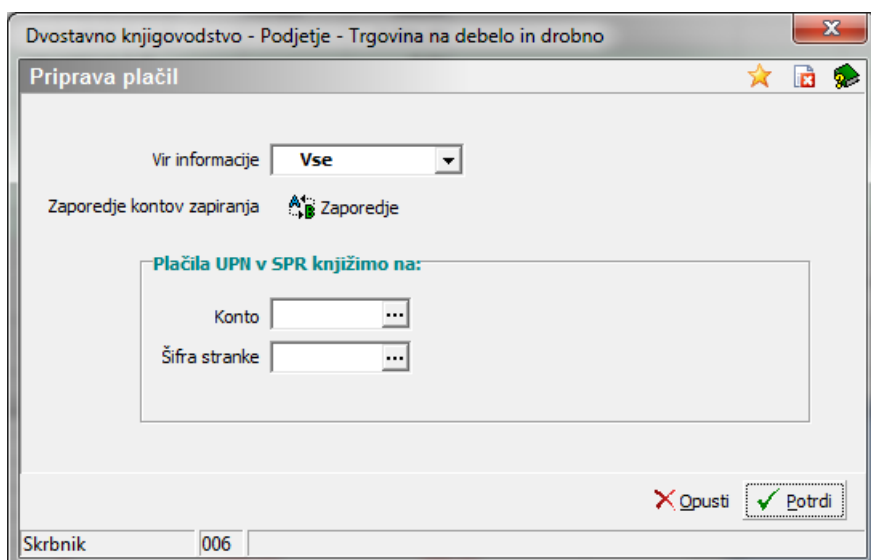 Dvostavno knjigovodstvo - Podjetje - Trgovina na debelo in drobno
Priprava plačil
Vir informacije Vse
Zaporedje kontov zapiranja Zaporedje
Plačila UPN v SPR knjižimo na:
Konto ...
Šifra stranke ...
Opusti Potrdi
Skrbnik 006